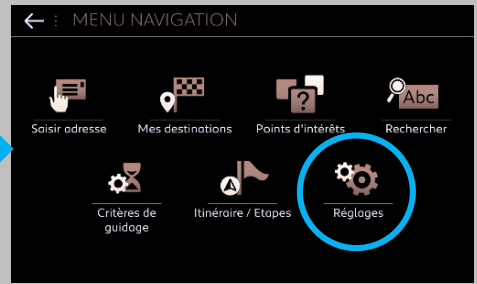 MENU NAVIGATION
Abc
Saisir adresse Mes destinations Points d'intérêts Rechercher
Critères de guidage Itinéraire / Etapes Réglages